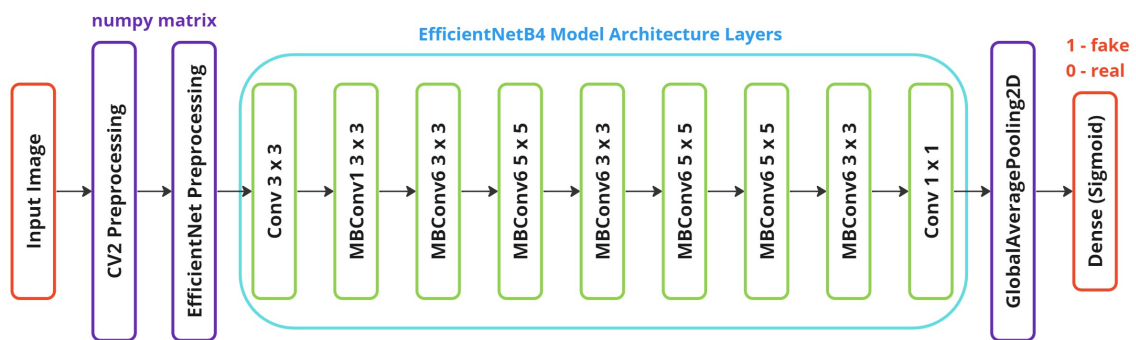 numpy matrix
EfficientNetB4 Model Architecture Layers
1 - fake
0 - real
Input Image
CV2 Preprocessing
EfficientNet Preprocessing
Conv 3 x 3
MBConv1 3 x 3
MBConv6 3 x 3
MBConv6 5 x 5
MBConv6 3 x 3
MBConv6 5 x 5
MBConv6 5 x 5
MBConv6 3 x 3
Conv 1 x 1
GlobalAveragePooling2D
Dense (Sigmoid)